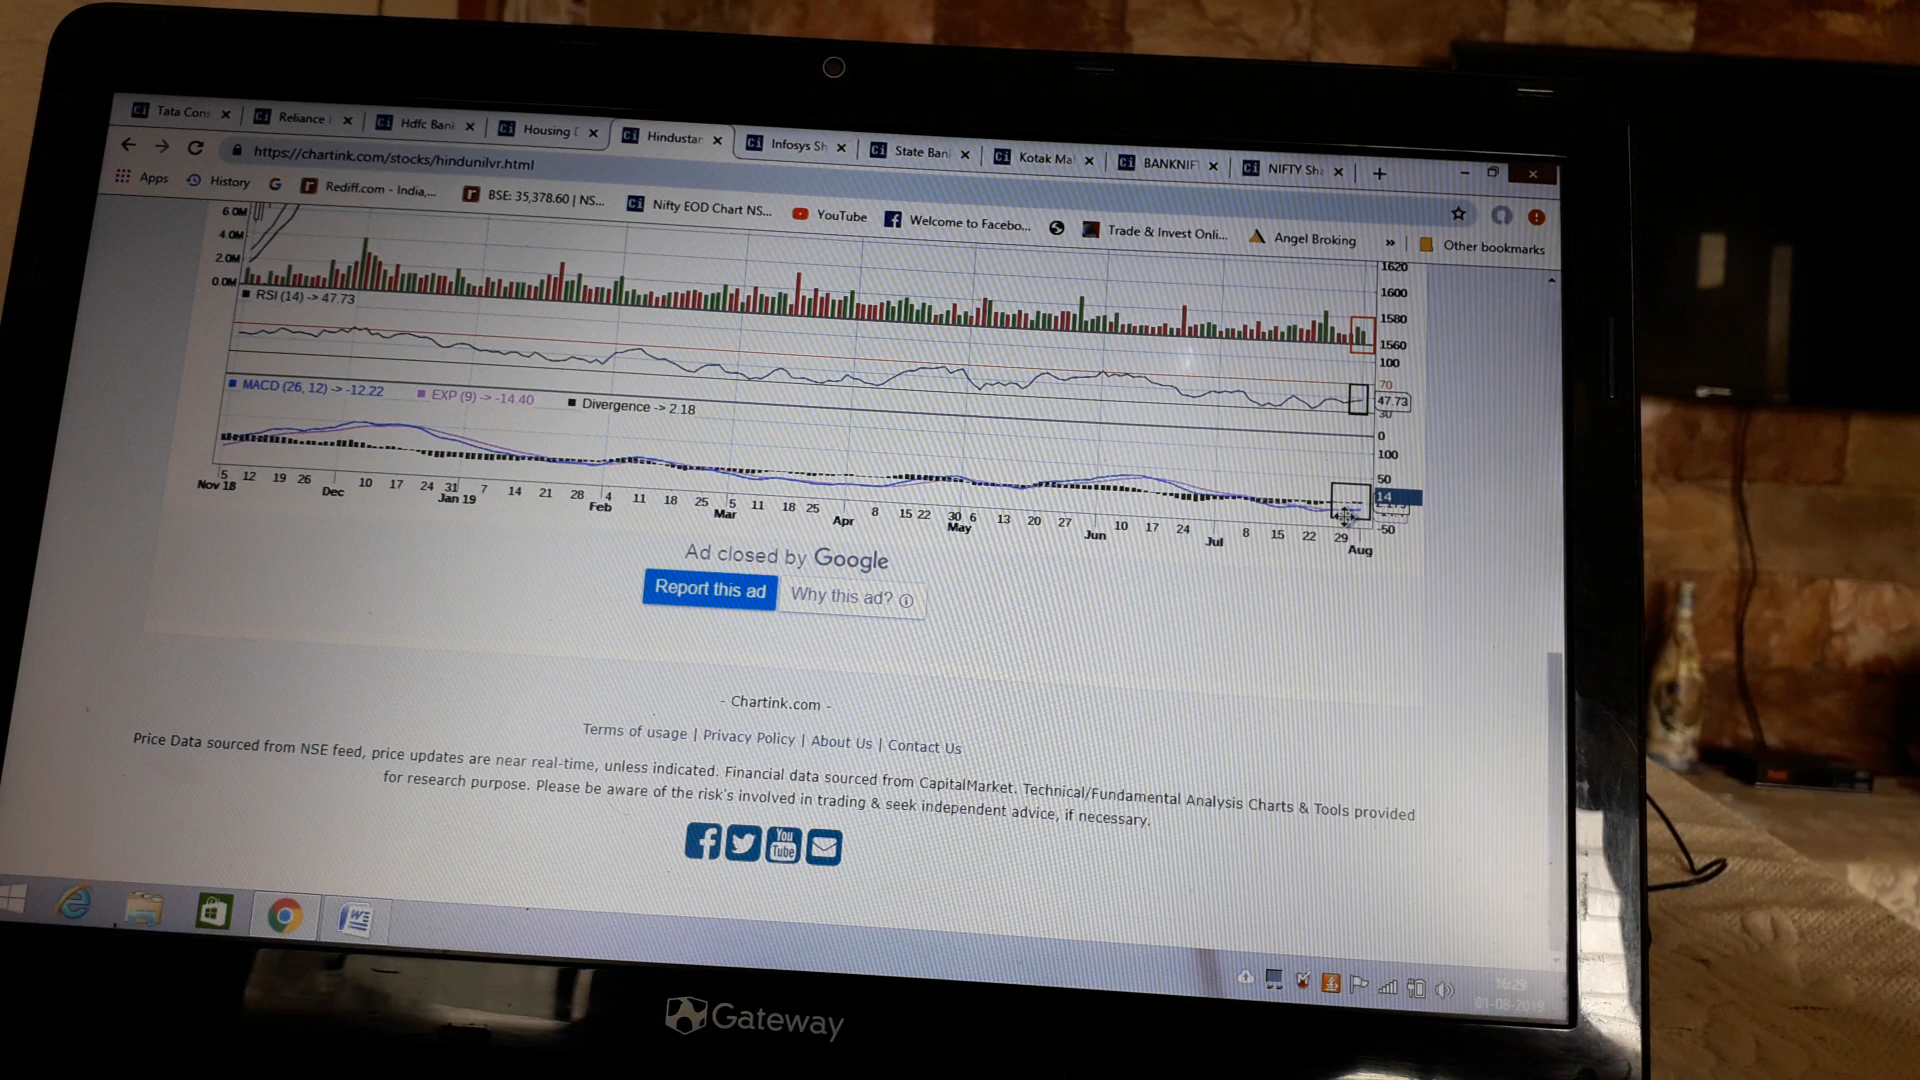 Tata Cons
Reliance
Hdfc Bank
Housing D
Hindustan
Infosys Sh
State Ban
Kotak Ma
BANKNIF
NIFTY Sha
https://chartink.com/stocks/hindunilvr.html
Apps
History
Rediff.com - India,...
BSE: 35,378.60 | NS...
Nifty EOD Chart NS...
YouTube
Welcome to Facebo...
Trade & Invest Onli...
Angel Broking
»
Other bookmarks
6.0M
4.0M
2.0M
0.0M
1620
1600
1580
1560
RSI (14) -> 47.73
100
70
47.73
30
0
MACD (26, 12) -> -12.22
EXP (9) -> -14.40
Divergence -> 2.18
100
50
14
-50
5 12 19 26 10 17 24 31 7 14 21 28 4 11 18 25 5 11 18 25 8 15 22 30 6 13 20 27 10 17 24 8 15 22 29
Nov 18 Dec Jan 19 Feb Mar Apr May Jun Jul Aug
Ad closed by Google
Report this ad
Why this ad?
- Chartink.com -
Terms of usage | Privacy Policy | About Us | Contact Us
Price Data sourced from NSE feed, price updates are near real-time, unless indicated. Financial data sourced from CapitalMarket. Technical/Fundamental Analysis Charts & Tools provided
for research purpose. Please be aware of the risk's involved in trading & seek independent advice, if necessary.
You
Tube
16:29
01-08-2019
Gateway